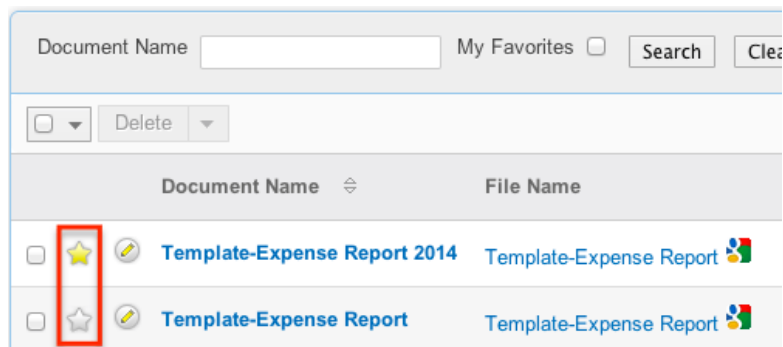 Document Name My Favorites Search Clea
Delete
Document Name File Name
Template-Expense Report 2014 Template-Expense Report
Template-Expense Report Template-Expense Report